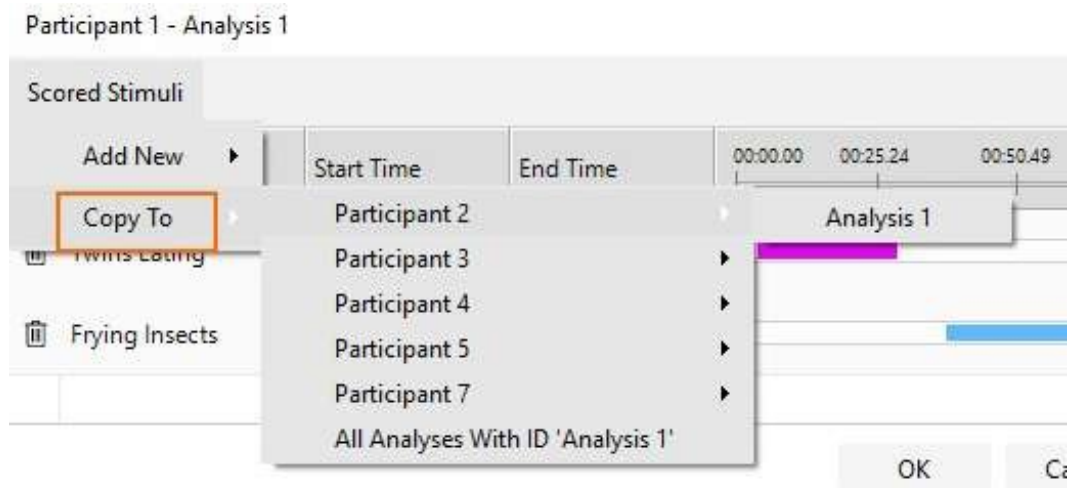 Participant 1 - Analysis 1
Scored Stimuli
Add New
Start Time End Time 00:00.00 00:25.24 00:50.49
Copy To Participant 2 Analysis 1
Twins Eating Participant 3
Participant 4
Frying Insects Participant 5
Participant 7
All Analyses With ID 'Analysis 1'
OK